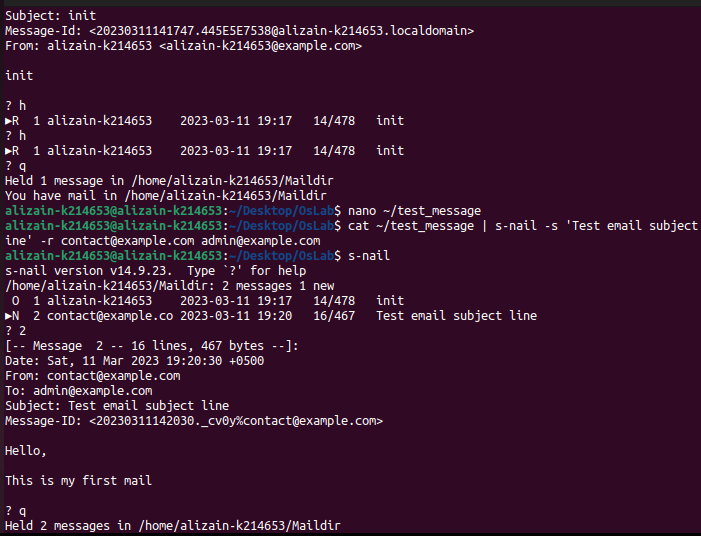 Subject: init
Message-Id: <20230311141747.445E5E7538@alizain-k214653.localdomain>
From: alizain-k214653 <alizain-k214653@example.com>
init
? h
▶R  1 alizain-k214653    2023-03-11 19:17   14/478   init
? h
▶R  1 alizain-k214653    2023-03-11 19:17   14/478   init
? q
Held 1 message in /home/alizain-k214653/Maildir
You have mail in /home/alizain-k214653/Maildir
alizain-k214653@alizain-k214653:~/Desktop/OsLab$ nano ~/test_message
alizain-k214653@alizain-k214653:~/Desktop/OsLab$ cat ~/test_message | s-nail -s 'Test email subject
ine' -r contact@example.com admin@example.com
alizain-k214653@alizain-k214653:~/Desktop/OsLab$ s-nail
s-nail version v14.9.23.  Type `?' for help
/home/alizain-k214653/Maildir: 2 messages 1 new
 O  1 alizain-k214653    2023-03-11 19:17   14/478   init
▶N  2 contact@example.co 2023-03-11 19:20   16/467   Test email subject line
? 2
[-- Message  2 -- 16 lines, 467 bytes --]:
Date: Sat, 11 Mar 2023 19:20:30 +0500
From: contact@example.com
To: admin@example.com
Subject: Test email subject line
Message-ID: <20230311142030._cv0y%contact@example.com>
Hello,
This is my first mail
? q
Held 2 messages in /home/alizain-k214653/Maildir